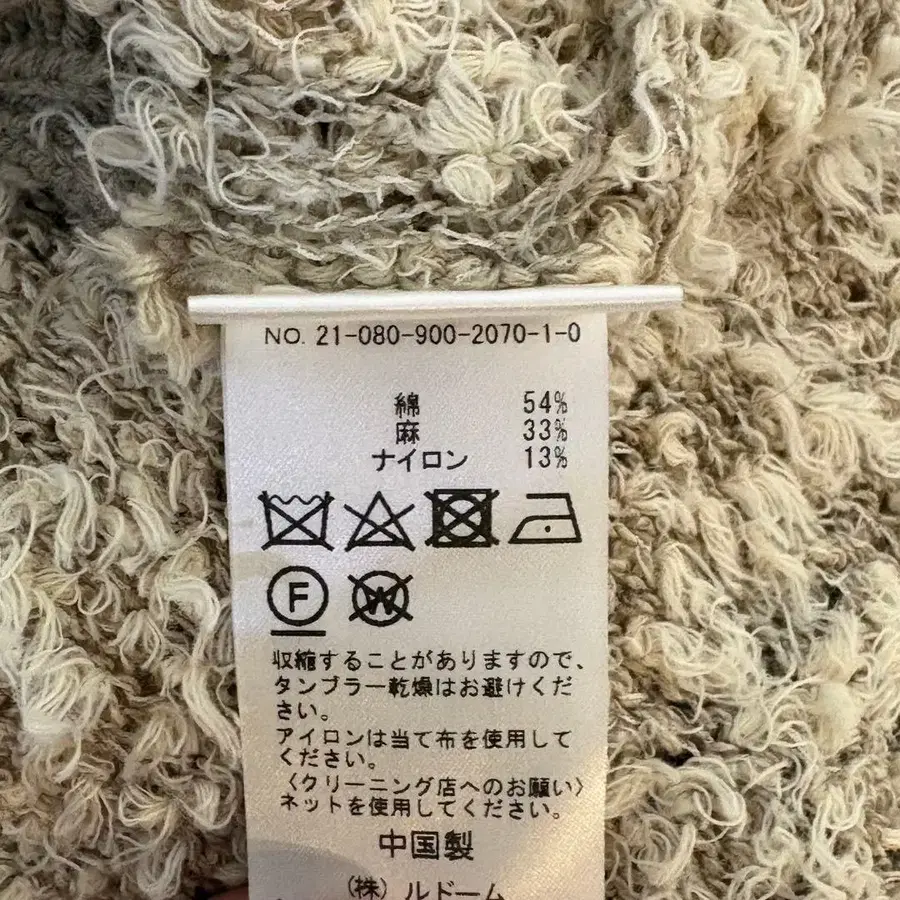 NO. 21-080-900-2070-1-0
綿 54%
麻 33%
ナイロン 13%
F W
収縮することがありますので、
タンブラー乾燥はお避けくだ
さい。
アイロンは当て布を使用して
ください。
〈クリーニング店へのお願い〉
ネットを使用してください。
中国製
(株) ルドーム